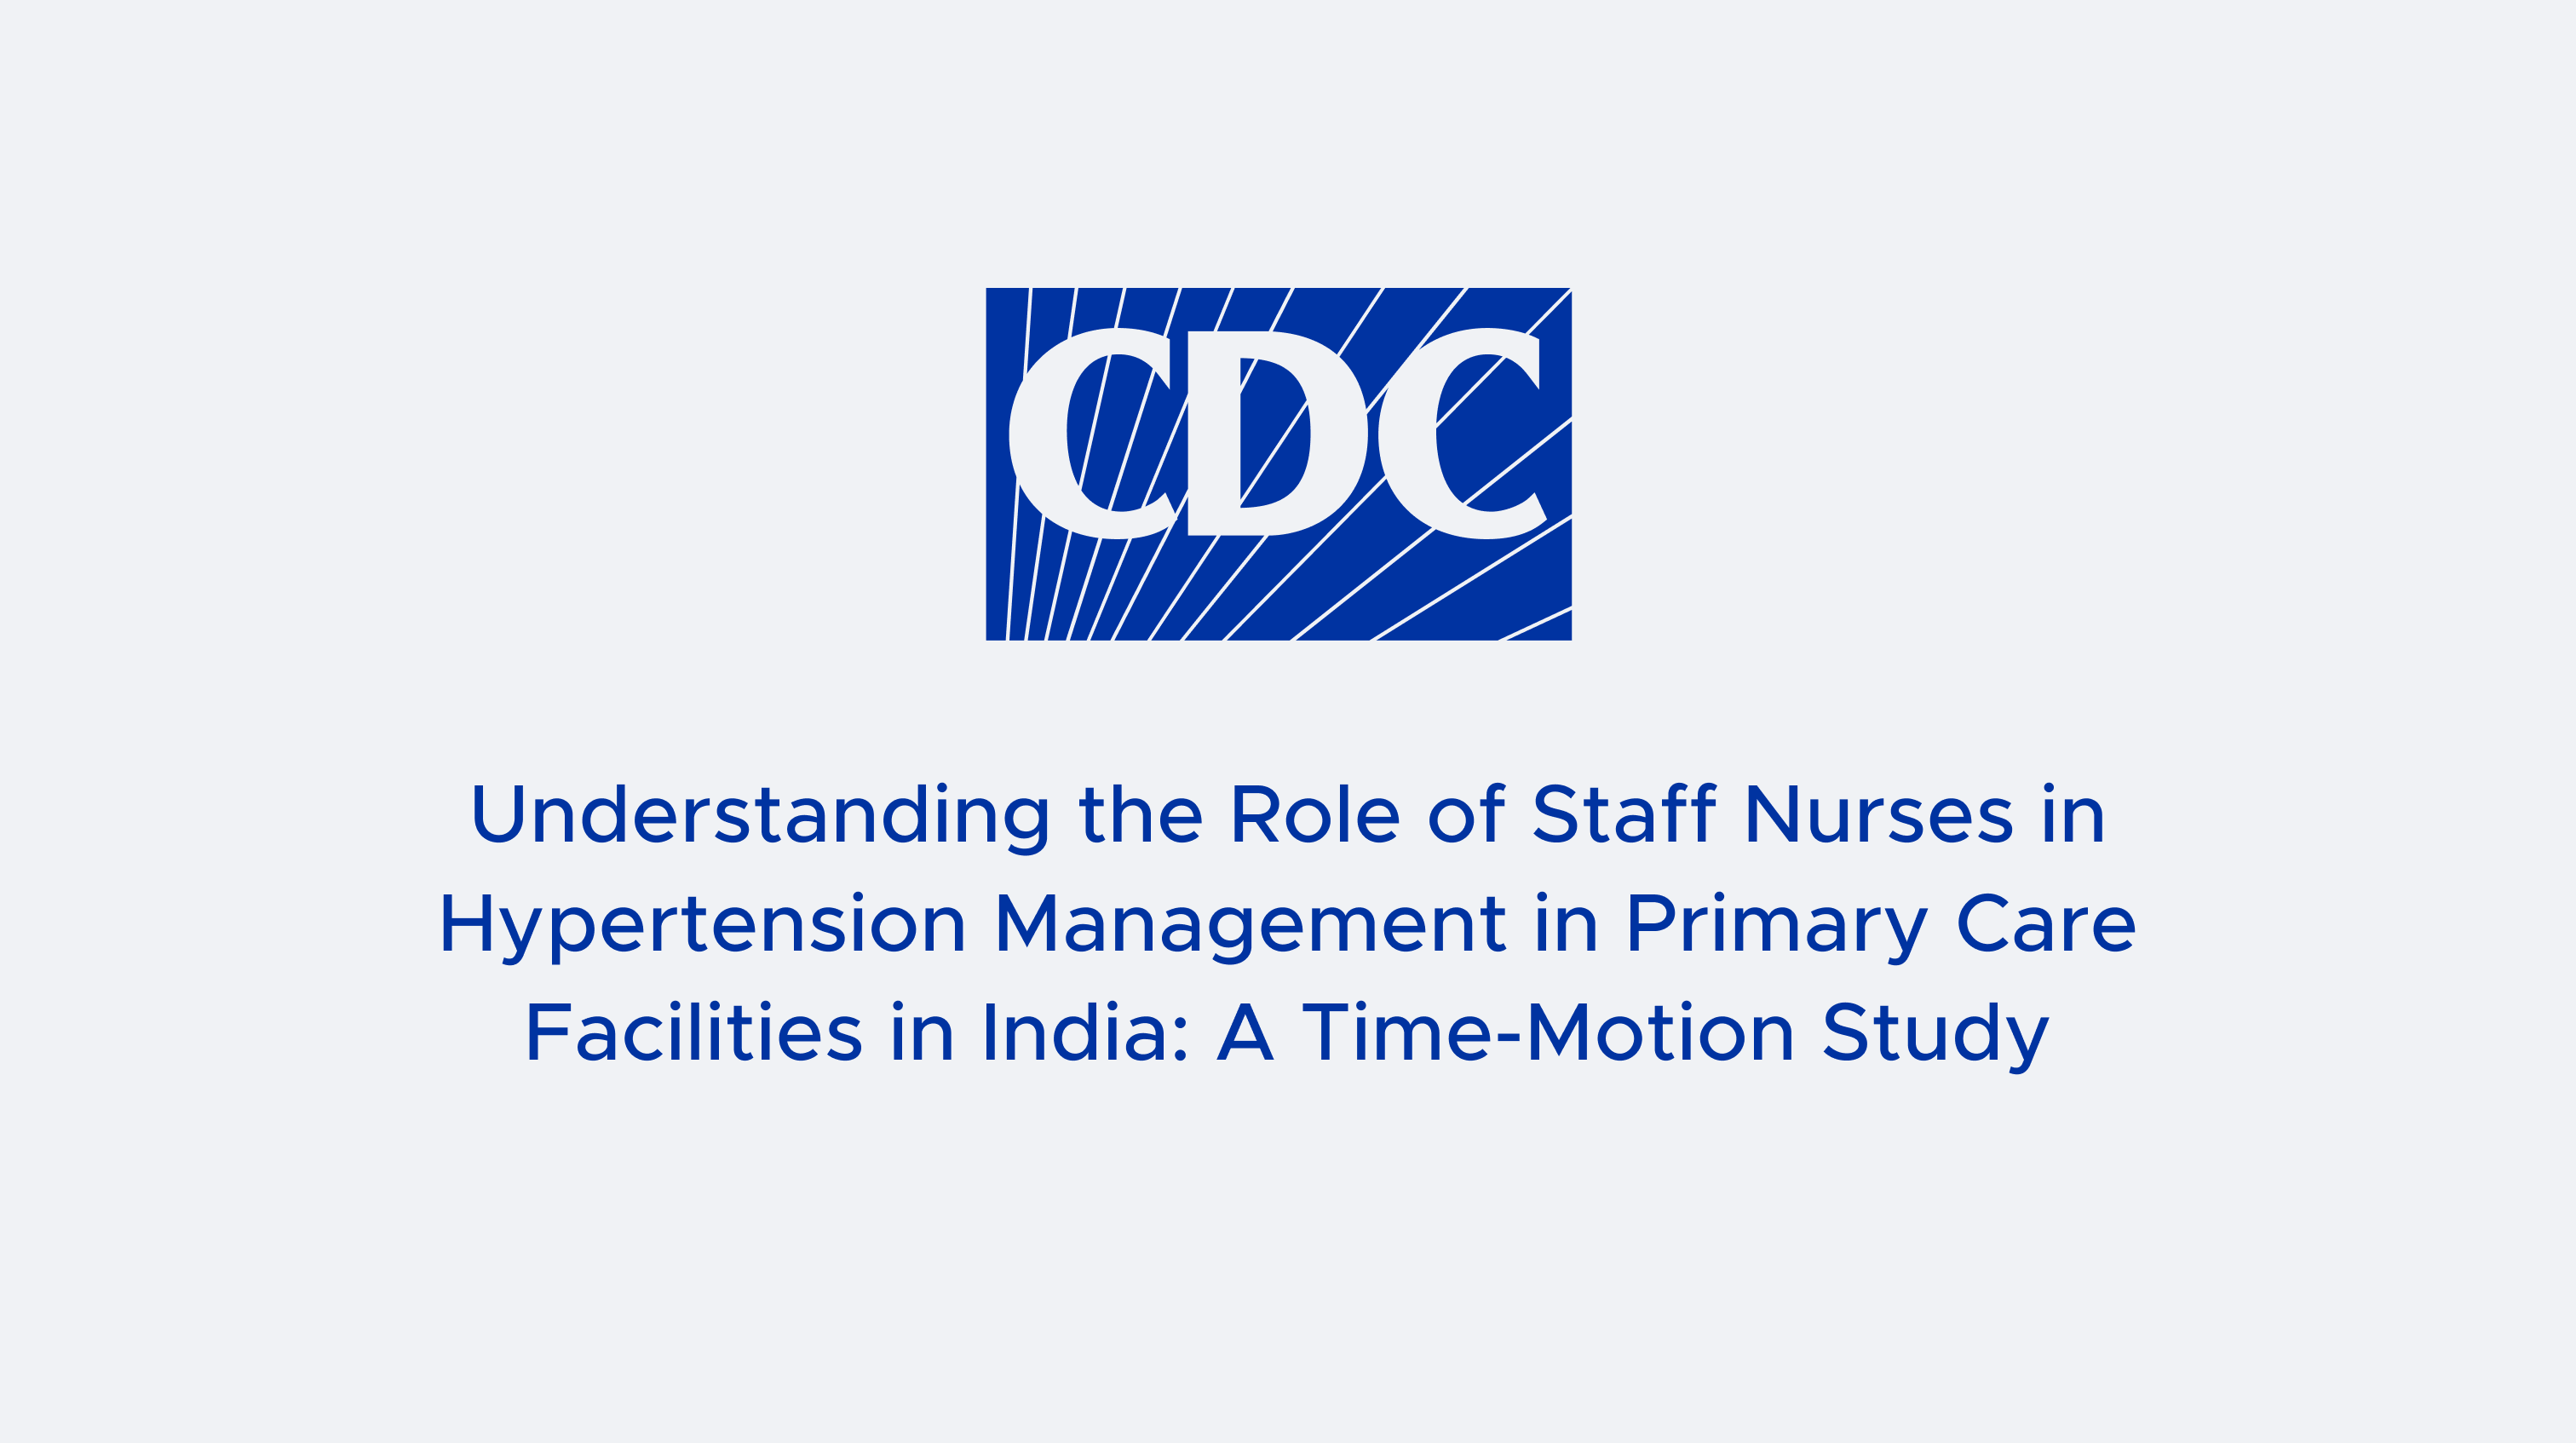 CDC
Understanding the Role of Staff Nurses in
Hypertension Management in Primary Care
Facilities in India: A Time-Motion Study